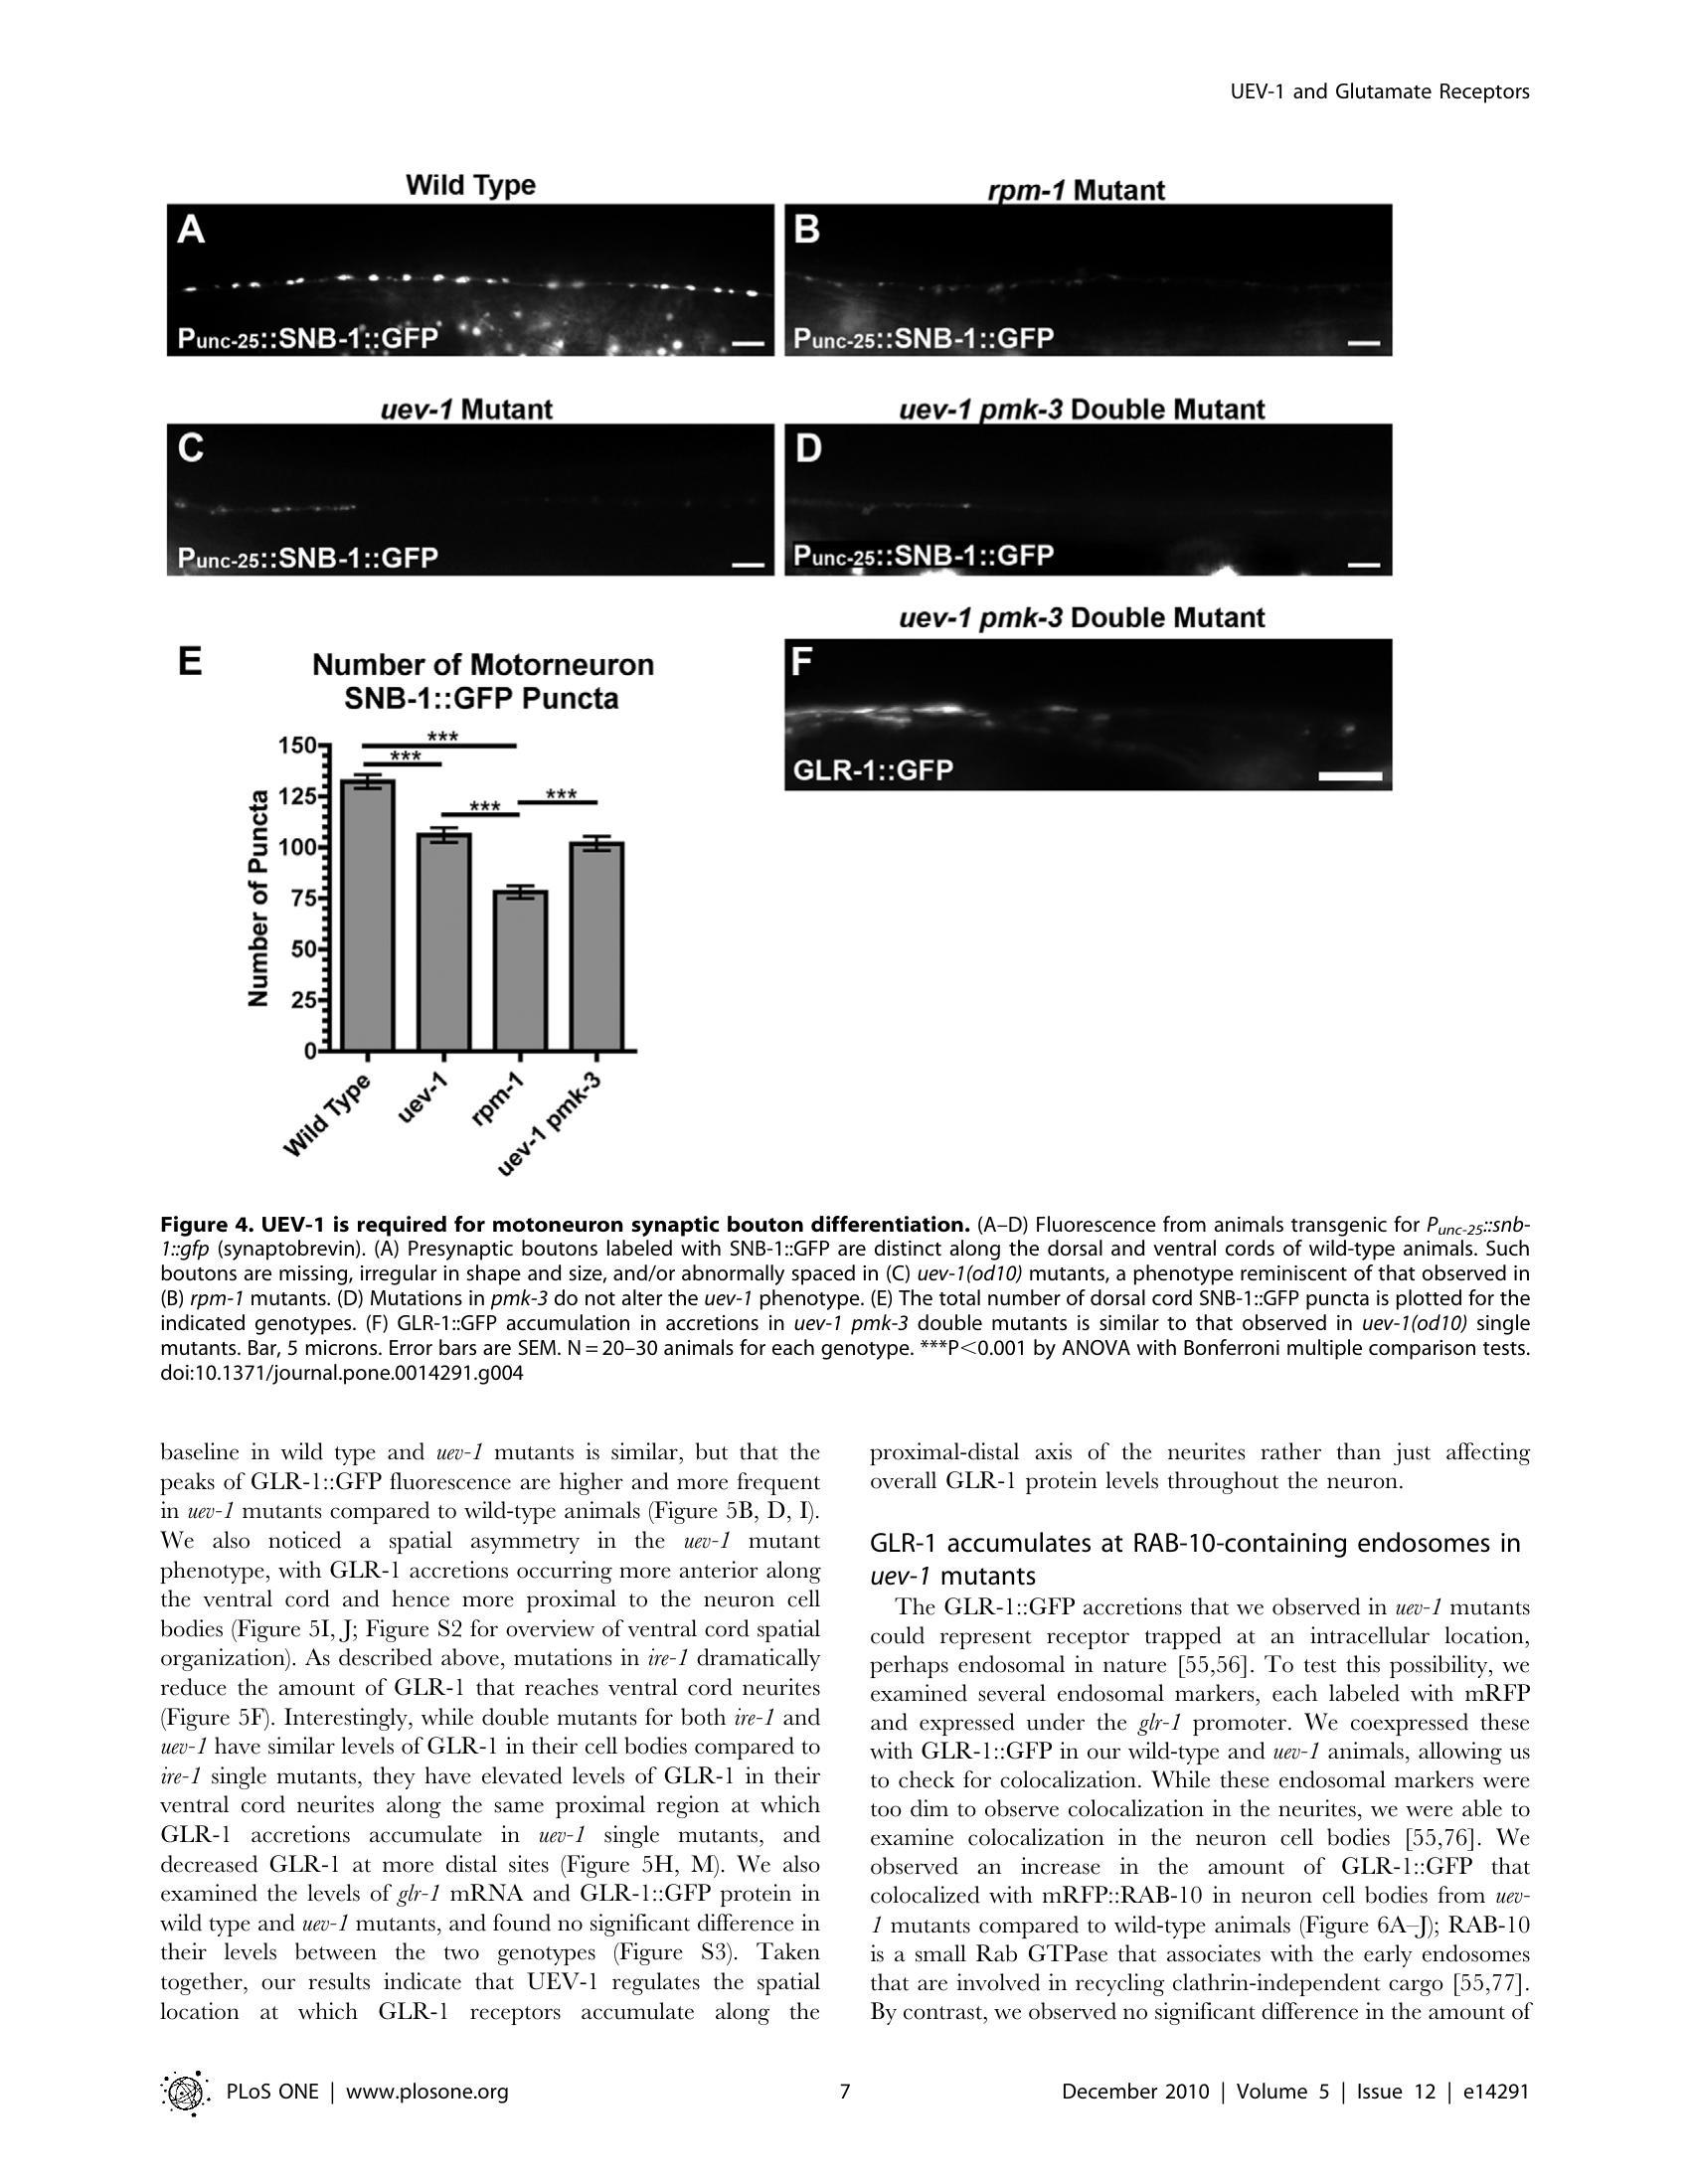 UEV-1 and Glutamate Receptors
Wild Type
rpm-1 Mutant
A
B
Punc-25::SNB-1::GFP
Punc-25::SNB-1::GFP
uev-1 Mutant
uev-1 pmk-3 Double Mutant
C
D
Punc-25::SNB-1::GFP
Punc-25::SNB-1::GFP
uev-1 pmk-3 Double Mutant
E
Number of Motorneuron
SNB-1::GFP Puncta
F
GLR-1::GFP
Number of Puncta
150
125
100
75
50
25
0
***
***
***
***
Wild Type
uev-1
rpm-1
uev-1 pmk-3
Figure 4. UEV-1 is required for motoneuron synaptic bouton differentiation. (A–D) Fluorescence from animals transgenic for Punc-25::snb-
1::gfp (synaptobrevin). (A) Presynaptic boutons labeled with SNB-1::GFP are distinct along the dorsal and ventral cords of wild-type animals. Such
boutons are missing, irregular in shape and size, and/or abnormally spaced in (C) uev-1(od10) mutants, a phenotype reminiscent of that observed in
(B) rpm-1 mutants. (D) Mutations in pmk-3 do not alter the uev-1 phenotype. (E) The total number of dorsal cord SNB-1::GFP puncta is plotted for the
indicated genotypes. (F) GLR-1::GFP accumulation in accretions in uev-1 pmk-3 double mutants is similar to that observed in uev-1(od10) single
mutants. Bar, 5 microns. Error bars are SEM. N = 20–30 animals for each genotype. ***P<0.001 by ANOVA with Bonferroni multiple comparison tests.
doi:10.1371/journal.pone.0014291.g004
baseline in wild type and uev-1 mutants is similar, but that the
peaks of GLR-1::GFP fluorescence are higher and more frequent
in uev-1 mutants compared to wild-type animals (Figure 5B, D, I).
We also noticed a spatial asymmetry in the uev-1 mutant
phenotype, with GLR-1 accretions occurring more anterior along
the ventral cord and hence more proximal to the neuron cell
bodies (Figure 5I, J; Figure S2 for overview of ventral cord spatial
organization). As described above, mutations in ire-1 dramatically
reduce the amount of GLR-1 that reaches ventral cord neurites
(Figure 5F). Interestingly, while double mutants for both ire-1 and
uev-1 have similar levels of GLR-1 in their cell bodies compared to
ire-1 single mutants, they have elevated levels of GLR-1 in their
ventral cord neurites along the same proximal region at which
GLR-1 accretions accumulate in uev-1 single mutants, and
decreased GLR-1 at more distal sites (Figure 5H, M). We also
examined the levels of glr-1 mRNA and GLR-1::GFP protein in
wild type and uev-1 mutants, and found no significant difference in
their levels between the two genotypes (Figure S3). Taken
together, our results indicate that UEV-1 regulates the spatial
location at which GLR-1 receptors accumulate along the
proximal-distal axis of the neurites rather than just affecting
overall GLR-1 protein levels throughout the neuron.
GLR-1 accumulates at RAB-10-containing endosomes in
uev-1 mutants
The GLR-1::GFP accretions that we observed in uev-1 mutants
could represent receptor trapped at an intracellular location,
perhaps endosomal in nature [55,56]. To test this possibility, we
examined several endosomal markers, each labeled with mRFP
and expressed under the glr-1 promoter. We coexpressed these
with GLR-1::GFP in our wild-type and uev-1 animals, allowing us
to check for colocalization. While these endosomal markers were
too dim to observe colocalization in the neurites, we were able to
examine colocalization in the neuron cell bodies [55,76]. We
observed an increase in the amount of GLR-1::GFP that
colocalized with mRFP::RAB-10 in neuron cell bodies from uev-
1 mutants compared to wild-type animals (Figure 6A–J); RAB-10
is a small Rab GTPase that associates with the early endosomes
that are involved in recycling clathrin-independent cargo [55,77].
By contrast, we observed no significant difference in the amount of
PLoS ONE | www.plosone.org
7
December 2010 | Volume 5 | Issue 12 | e14291